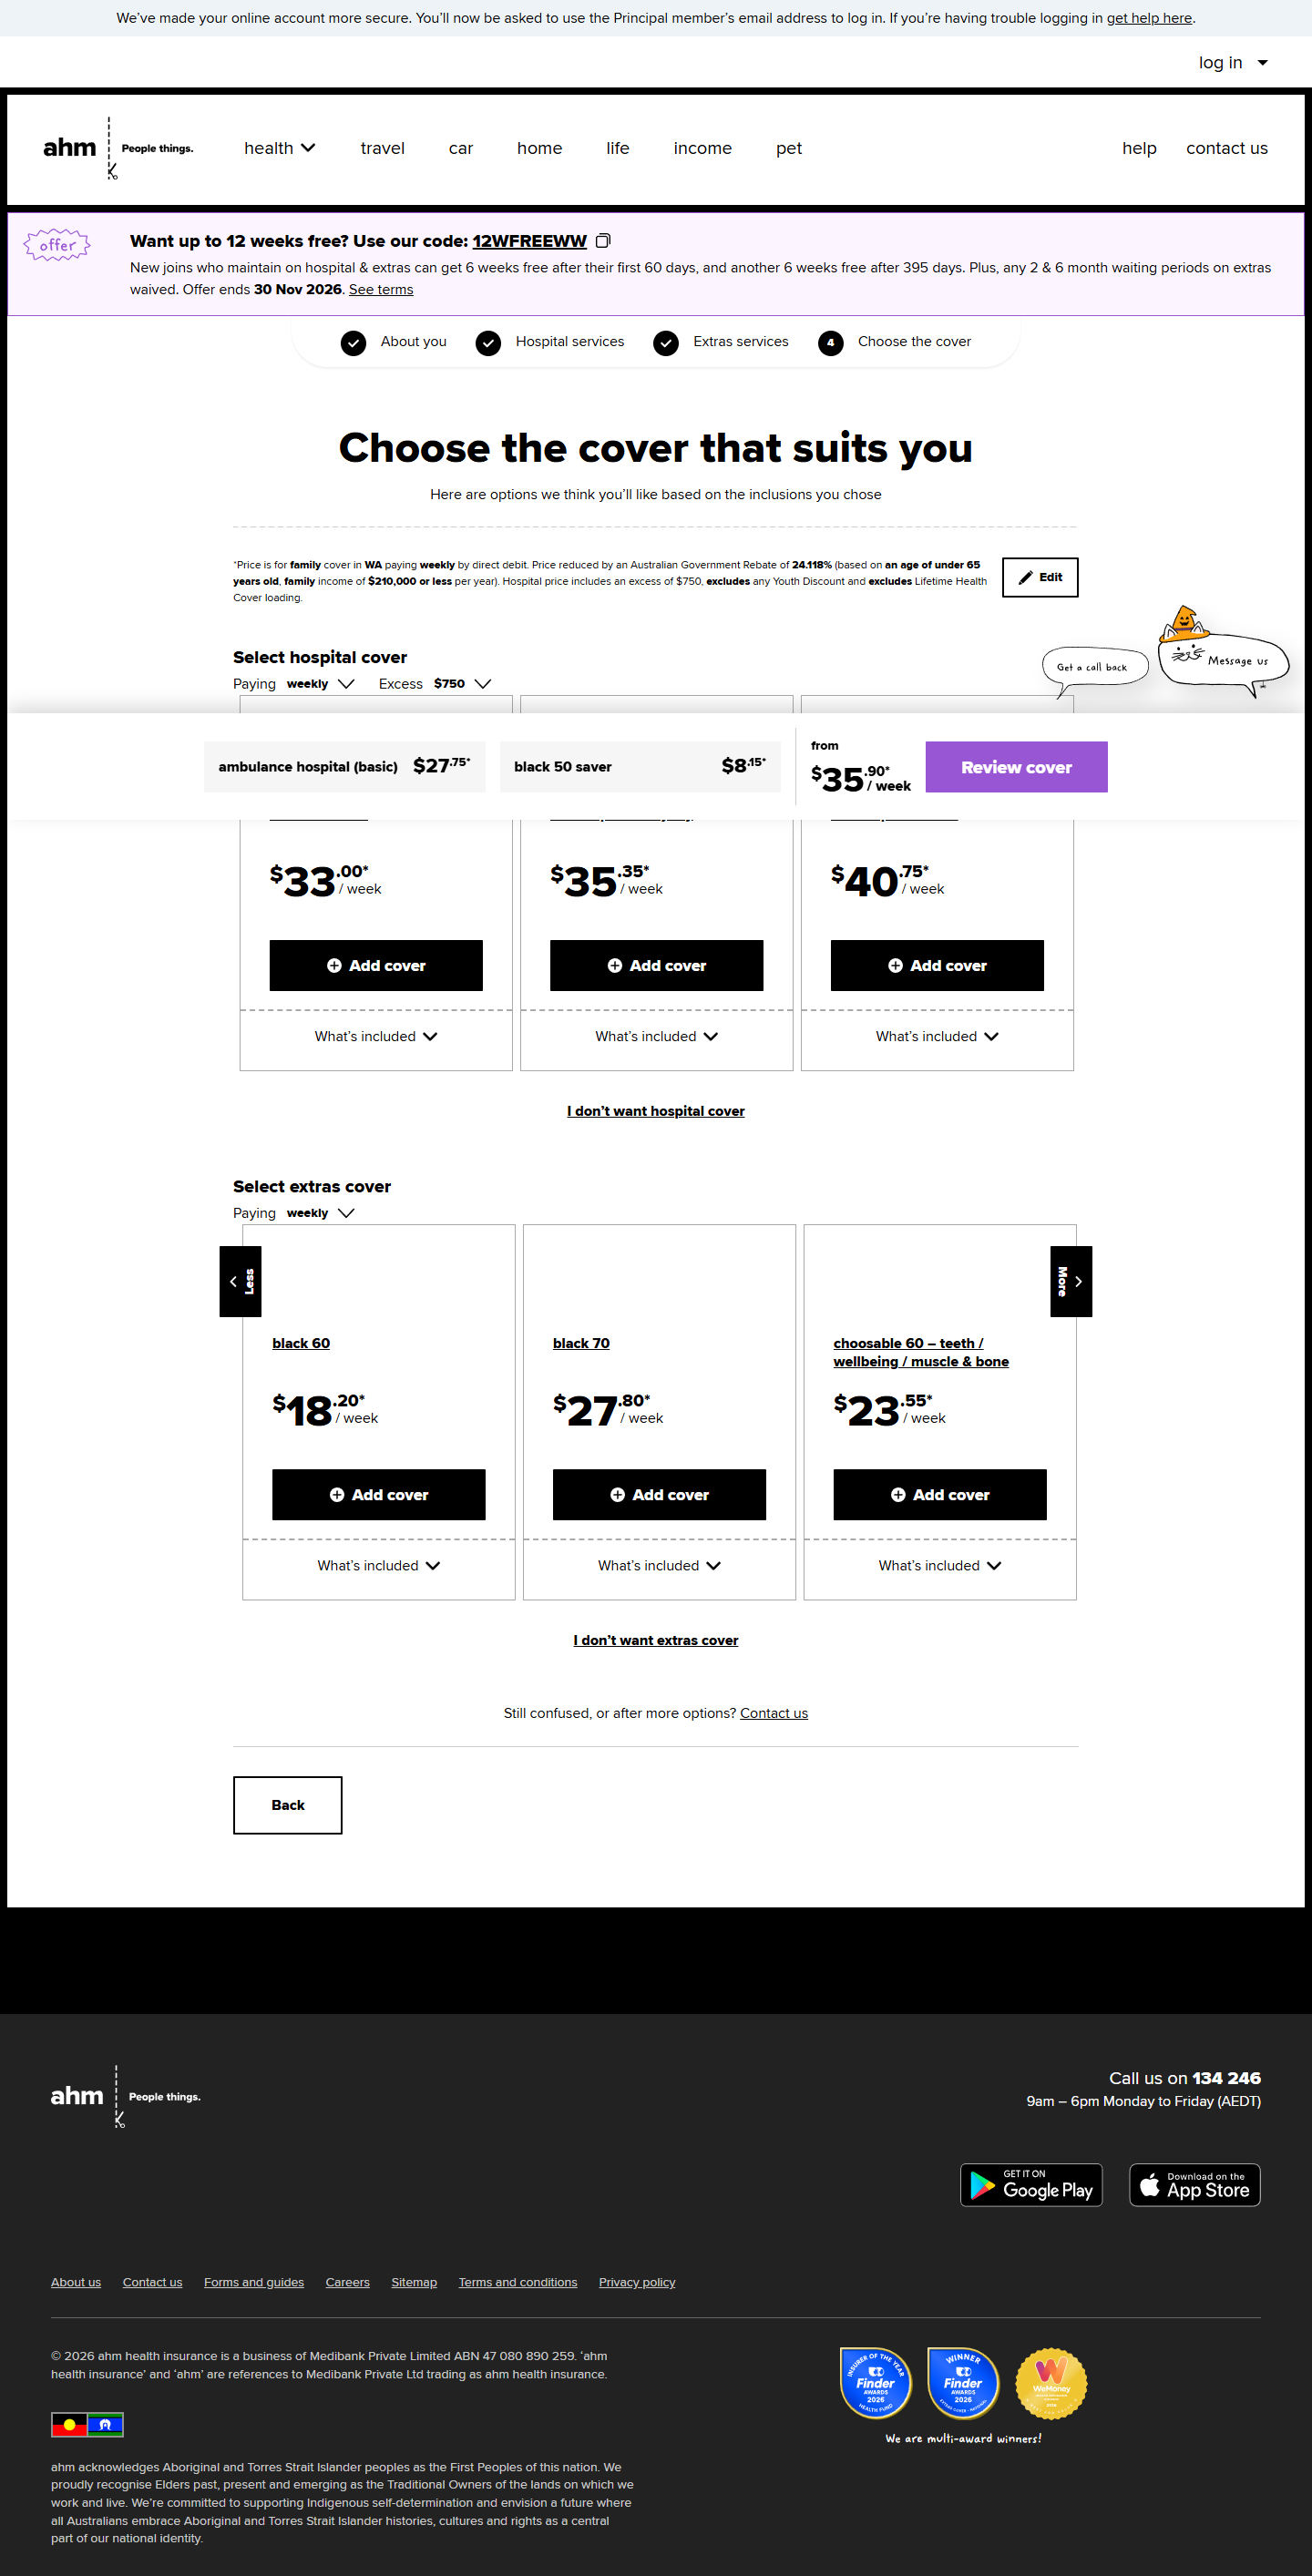 We've made your online account more secure. You'll now be asked to use the Principal member's email address to log in. If you're having trouble logging in get help here.
log in
ahm People things.
health travel car home life income pet help contact us
offer
Want up to 12 weeks free? Use our code: 12WFREEWW
New joins who maintain on hospital & extras can get 6 weeks free after their first 60 days, and another 6 weeks free after 395 days. Plus, any 2 & 6 month waiting periods on extras
waived. Offer ends 30 Nov 2026. See terms
About you Hospital services Extras services 4 Choose the cover
Choose the cover that suits you
Here are options we think you'll like based on the inclusions you chose
*Price is for family cover in WA paying weekly by direct debit. Price reduced by an Australian Government Rebate of 24.118% (based on an age of under 65
years old, family income of $210,000 or less per year). Hospital price includes an excess of $750, excludes any Youth Discount and excludes Lifetime Health
Cover loading.
Edit
Get a call back
Message us
Select hospital cover
Paying weekly Excess $750
ambulance hospital (basic) $27.75*
black 50 saver $8.15*
from
$35.90* / week
Review cover
$33.00* / week
$35.35* / week
$40.75* / week
Add cover Add cover Add cover
What's included What's included What's included
I don't want hospital cover
Select extras cover
Paying weekly
Less
More
black 60
black 70
choosable 60 – teeth /
wellbeing / muscle & bone
$18.20* / week
$27.80* / week
$23.55* / week
Add cover Add cover Add cover
What's included What's included What's included
I don't want extras cover
Still confused, or after more options? Contact us
Back
ahm People things.
Call us on 134 246
9am – 6pm Monday to Friday (AEDT)
GET IT ON
Google Play
Download on the
App Store
About us Contact us Forms and guides Careers Sitemap Terms and conditions Privacy policy
© 2026 ahm health insurance is a business of Medibank Private Limited ABN 47 080 890 259. 'ahm
health insurance' and 'ahm' are references to Medibank Private Ltd trading as ahm health insurance.
INSURER OF THE YEAR
Finder
AWARDS
2026
HEALTH FUND
WINNER
Finder
AWARDS
2026
WeMoney
We are multi-award winners!
ahm acknowledges Aboriginal and Torres Strait Islander peoples as the First Peoples of this nation. We
proudly recognise Elders past, present and emerging as the Traditional Owners of the lands on which we
work and live. We're committed to supporting Indigenous self-determination and envision a future where
all Australians embrace Aboriginal and Torres Strait Islander histories, cultures and rights as a central
part of our national identity.